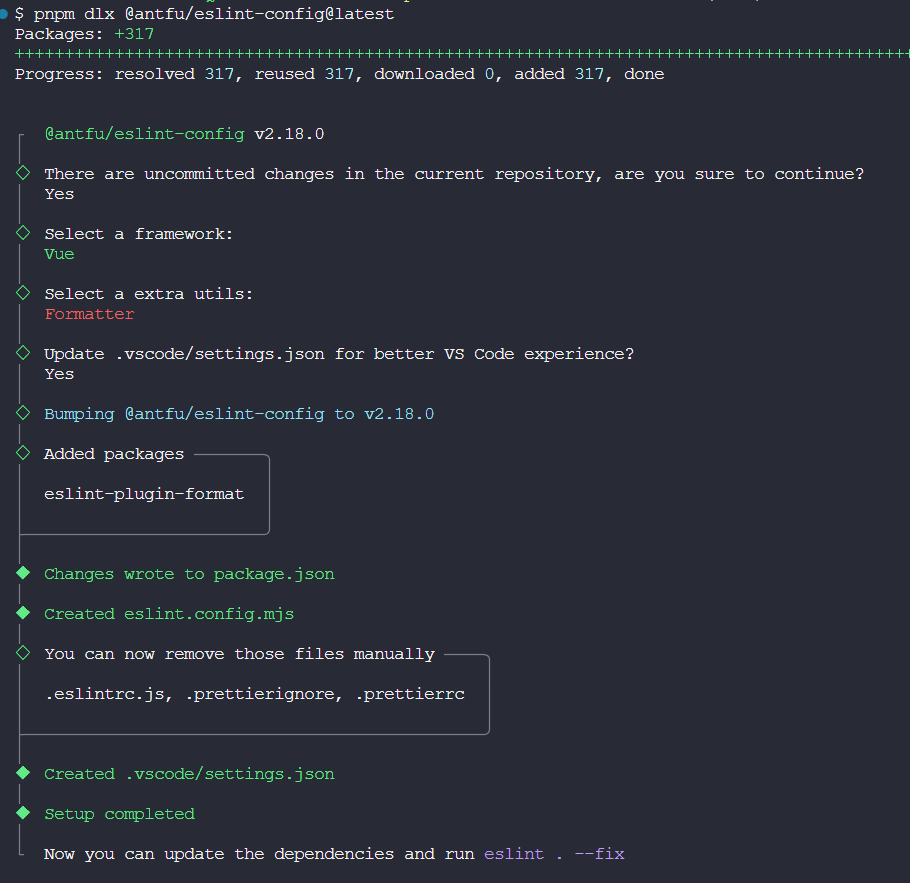 $ pnpm dlx @antfu/eslint-config@latest
Packages: +317
++++++++++++++++++++++++++++++++++++++++++++++++++++++++++++++++++++++++++++++++++++++++++
Progress: resolved 317, reused 317, downloaded 0, added 317, done
@antfu/eslint-config v2.18.0
There are uncommitted changes in the current repository, are you sure to continue?
Yes
Select a framework:
Vue
Select a extra utils:
Formatter
Update .vscode/settings.json for better VS Code experience?
Yes
Bumping @antfu/eslint-config to v2.18.0
Added packages
eslint-plugin-format
Changes wrote to package.json
Created eslint.config.mjs
You can now remove those files manually
.eslintrc.js, .prettierignore, .prettierrc
Created .vscode/settings.json
Setup completed
Now you can update the dependencies and run eslint . --fix